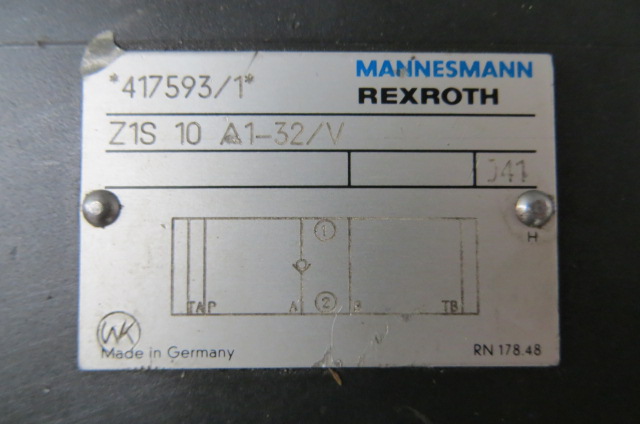 *417593/1*
MANNESMANN
REXROTH
Z1S 10 A1-32/V
J41
1
H
2
TA P A B TB
WK
Made in Germany
RN 178.48